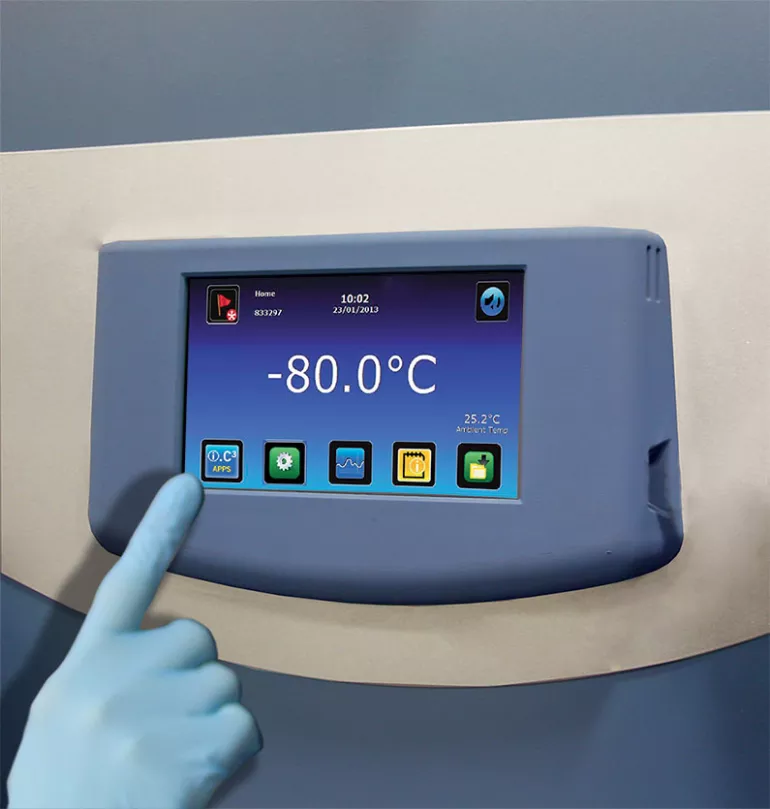 Home
833297
10:02
23/01/2013
-80.0°C
25.2°C
Ambient Temp
i.C³
APPS
i